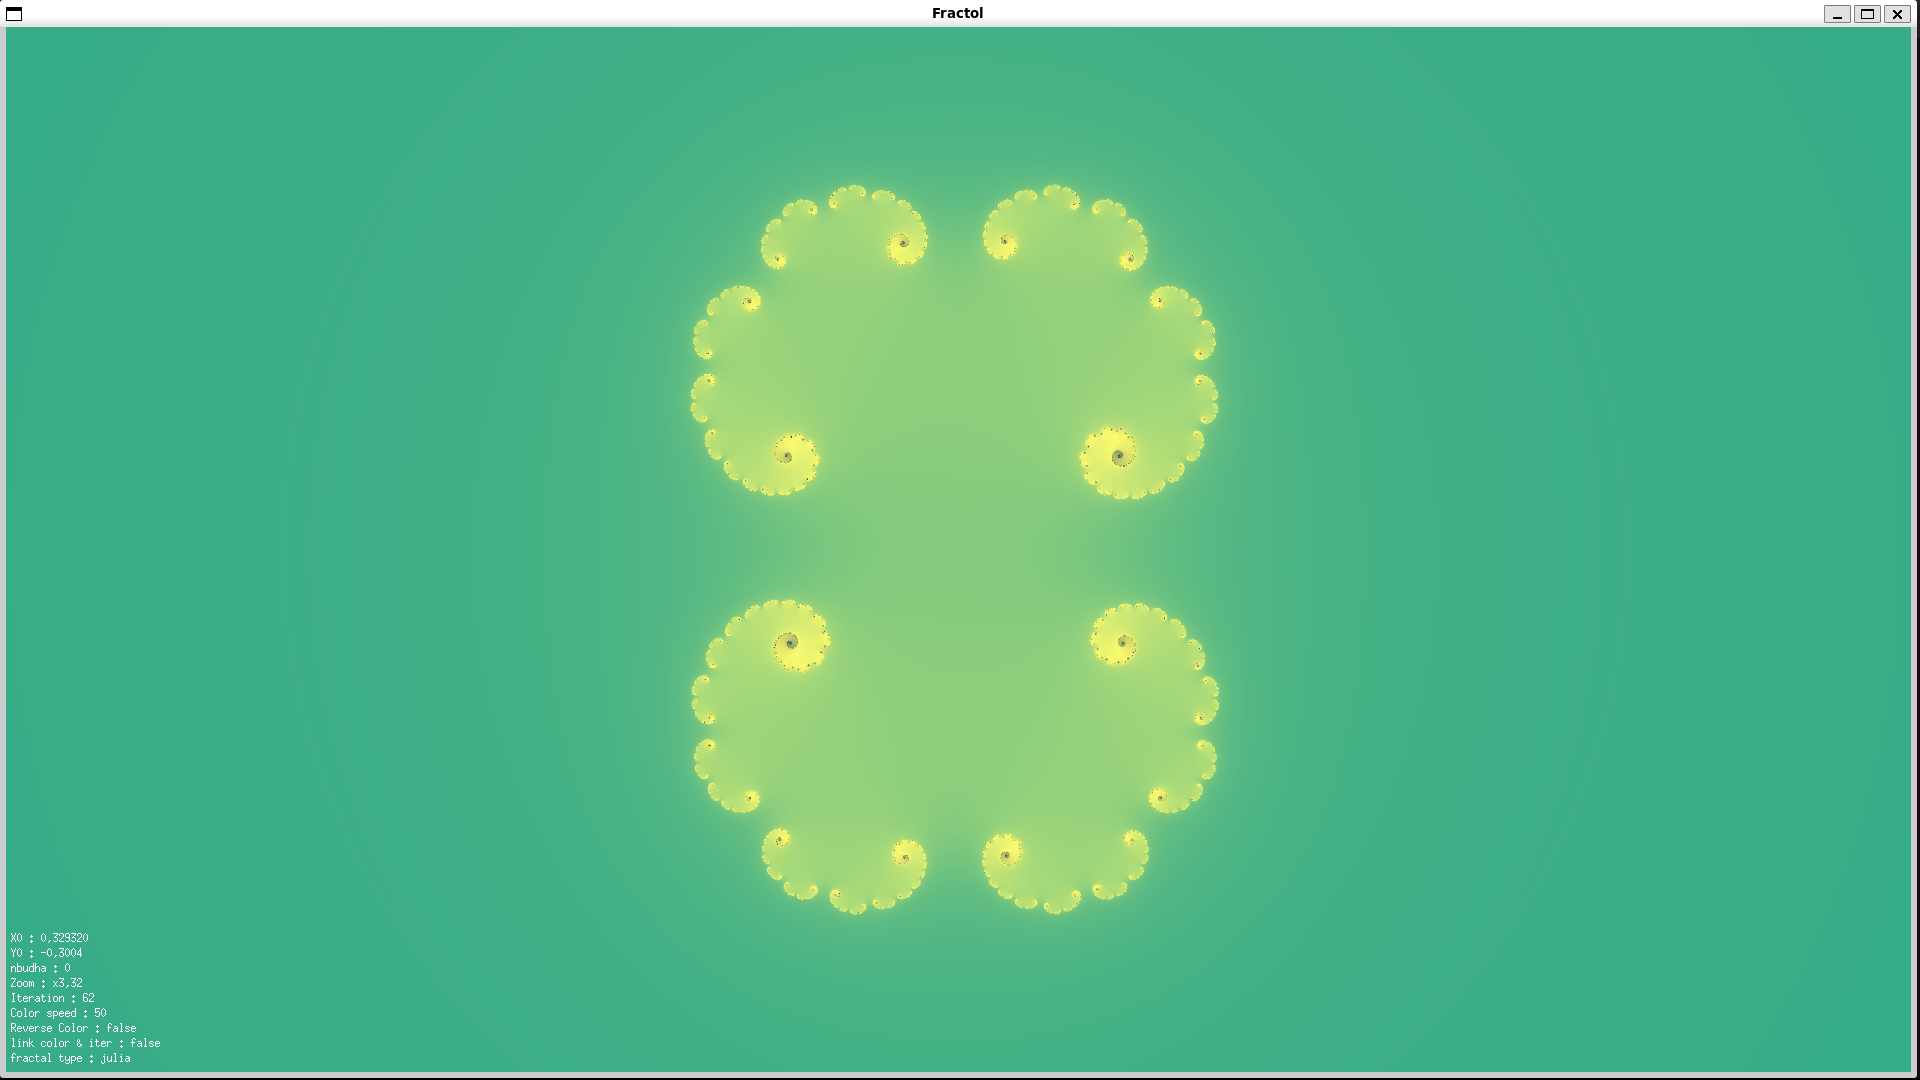 Fractol
X0 : 0,329320
Y0 : -0,3004
nbudha : 0
Zoom : x3,32
Iteration : 62
Color speed : 50
Reverse Color : false
link color & iter : false
fractal type : julia